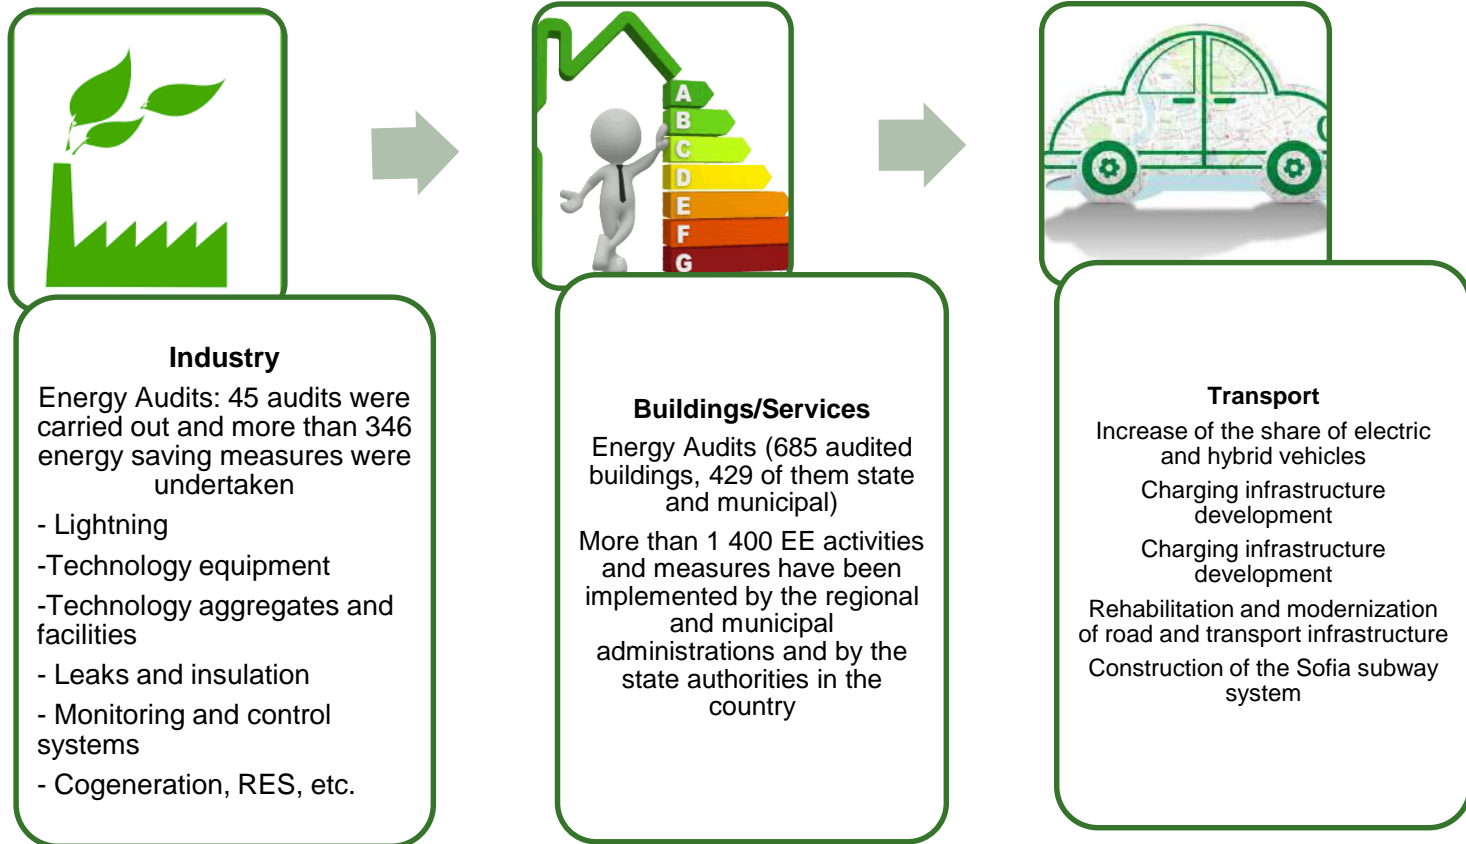 A
B
C
D
E
F
G
Industry
Energy Audits: 45 audits were
carried out and more than 346
energy saving measures were
undertaken
- Lightning
-Technology equipment
-Technology aggregates and
facilities
- Leaks and insulation
- Monitoring and control
systems
- Cogeneration, RES, etc.
Buildings/Services
Energy Audits (685 audited
buildings, 429 of them state
and municipal)
More than 1 400 EE activities
and measures have been
implemented by the regional
and municipal
administrations and by the
state authorities in the
country
Transport
Increase of the share of electric
and hybrid vehicles
Charging infrastructure
development
Charging infrastructure
development
Rehabilitation and modernization
of road and transport infrastructure
Construction of the Sofia subway
system